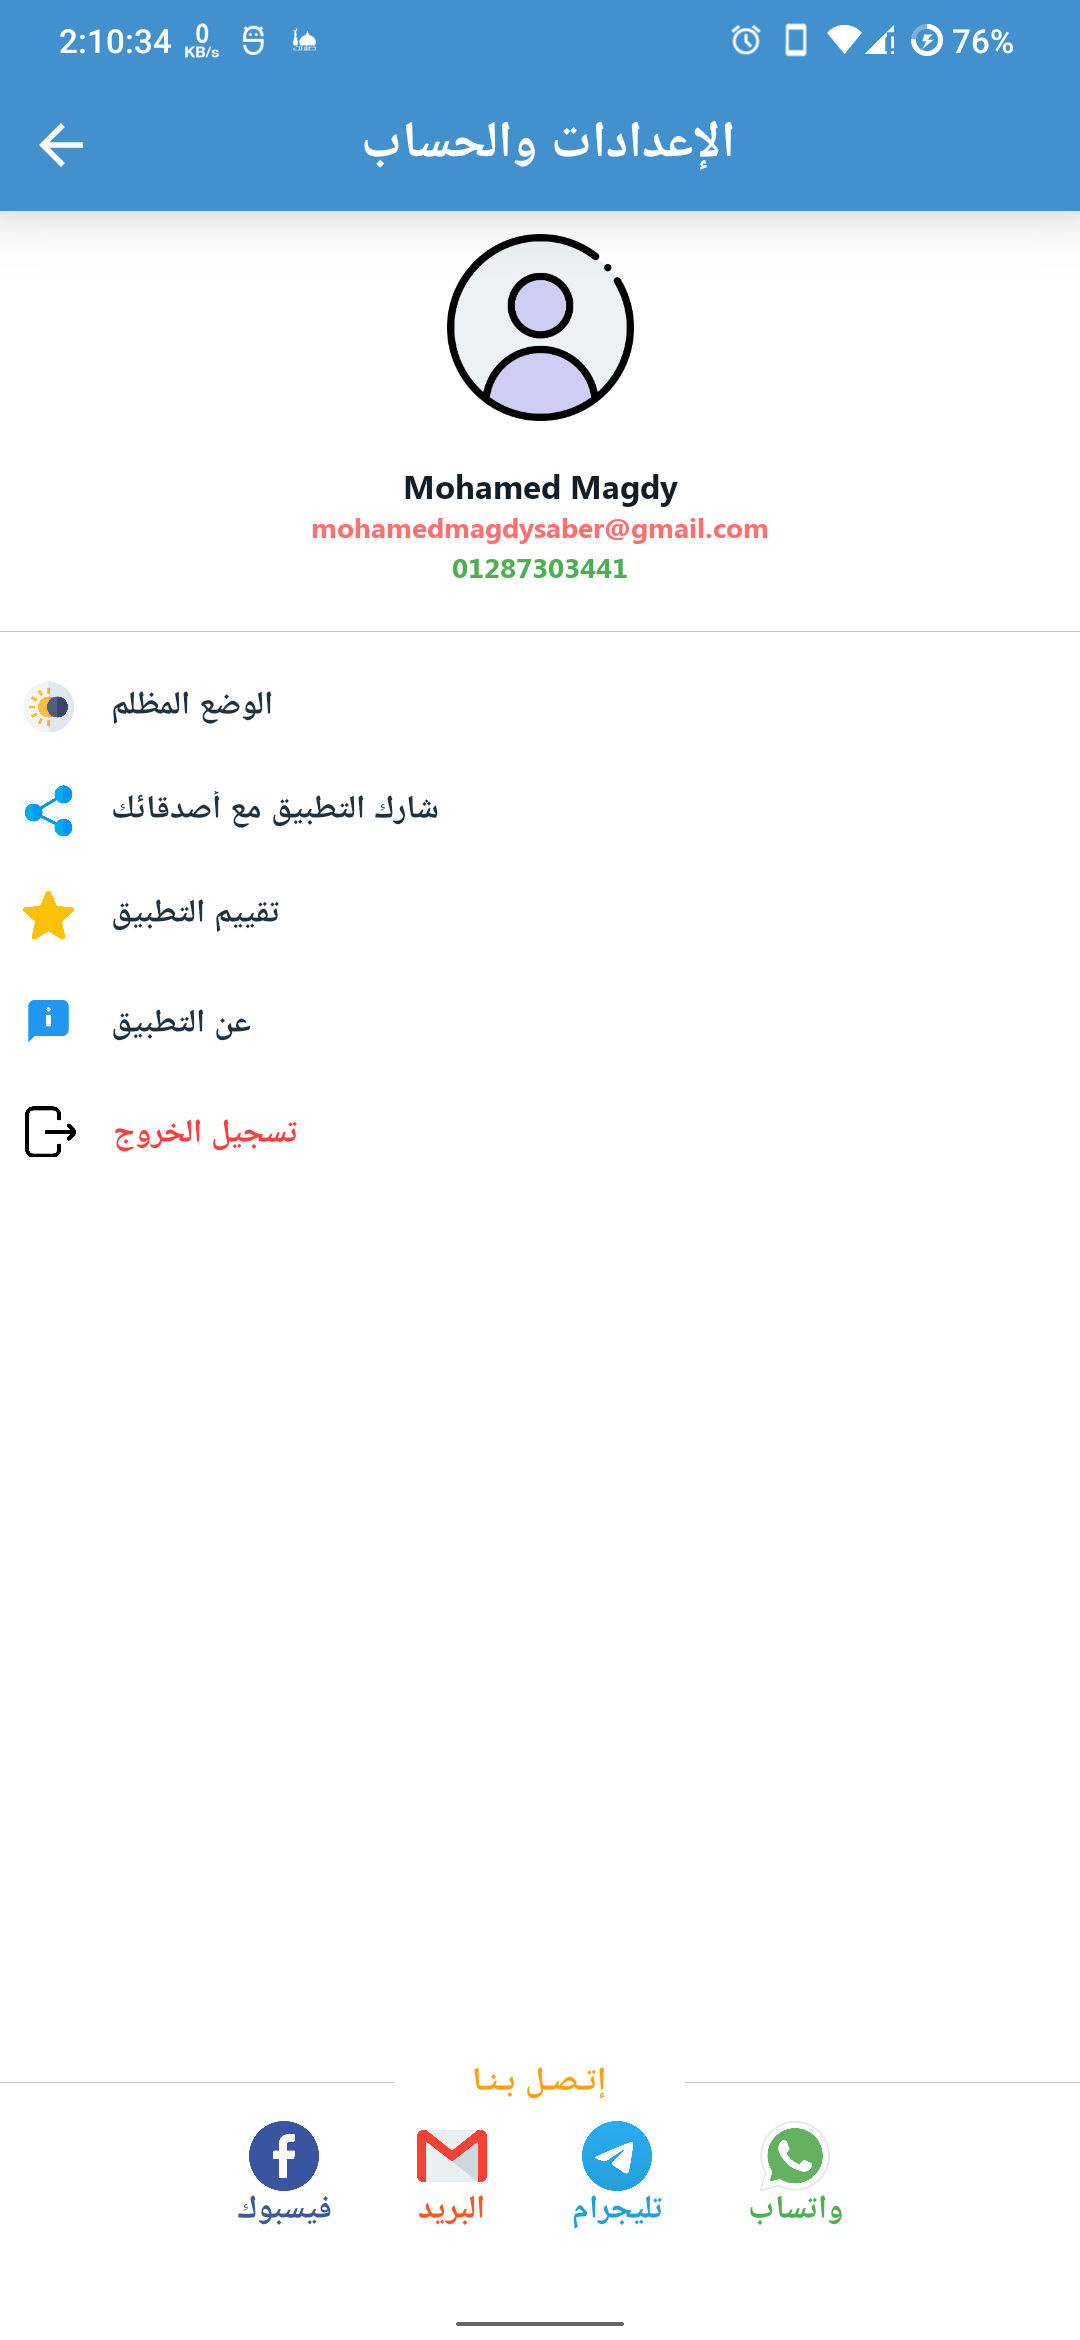 2:10:34 0 KB/s 76%
الإعدادات والحساب
Mohamed Magdy
mohamedmagdysaber@gmail.com
01287303441
الوضع المظلم
شارك التطبيق مع أصدقائك
تقييم التطبيق
عن التطبيق
تسجيل الخروج
إتصل بنا
واتساب تليجرام البريد فيسبوك